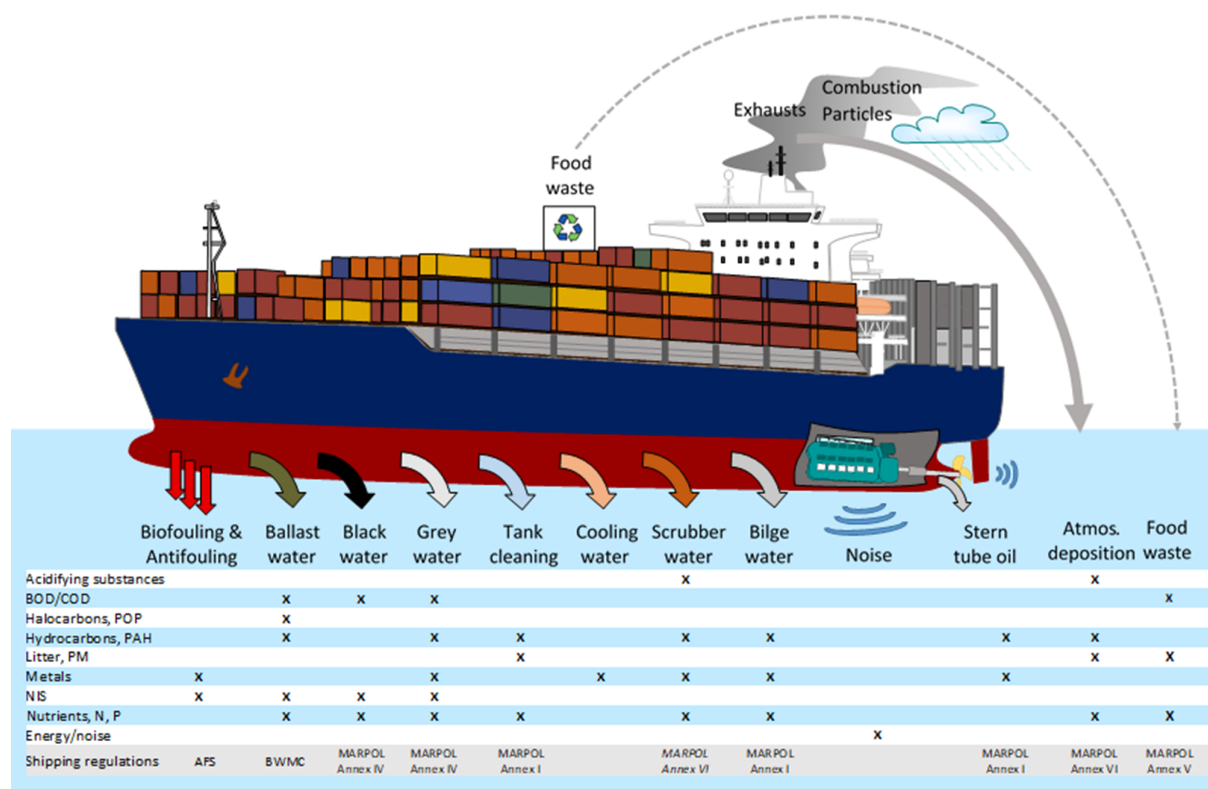 Combustion
Exhausts Particles
Food
waste
Biofouling & Ballast Black Grey Tank Cooling Scrubber Bilge Noise Stern Atmos. Food
Antifouling water water water cleaning water water water tube oil deposition waste
Acidifying substances x x
BOD/COD x x x x
Halocarbons, POP x
Hydrocarbons, PAH x x x x x x x
Litter, PM x x x
Metals x x x x x x
NIS x x x x
Nutrients, N, P x x x x x x x x
Energy/noise x
Shipping regulations AFS BWMC MARPOL MARPOL MARPOL MARPOL MARPOL MARPOL MARPOL MARPOL
Annex IV Annex IV Annex I Annex VI Annex I Annex I Annex VI Annex V